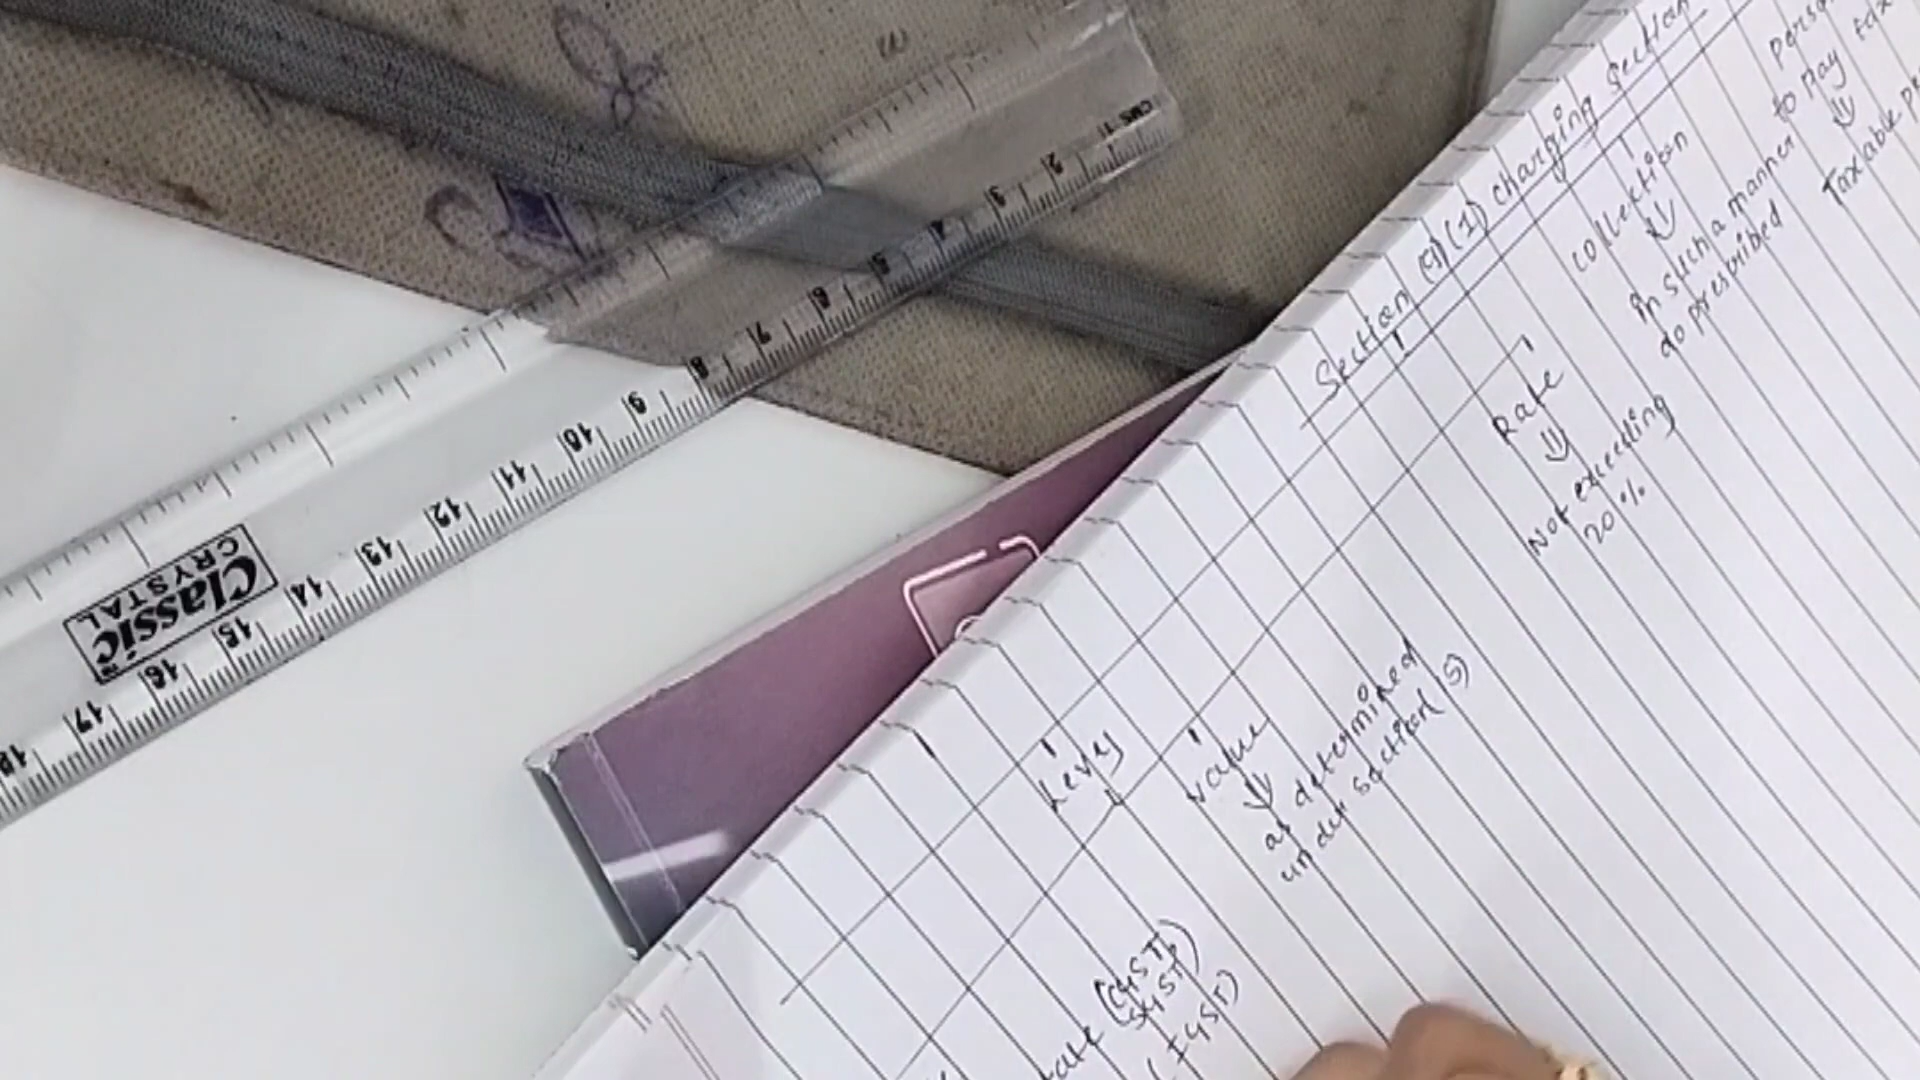 Section (9)(1) charging Section
Levy
value
as determined
under section (15)
Rate
Not exceeding
20%
collection
in such a manner
do prescribed
to pay tax
Taxable
(CGST,
SGST)
(IGST)
CMS 1 2 3 4 5 6 7 8 9 10 11 12 13 14 15 16 17 18
Classic
CRYSTAL